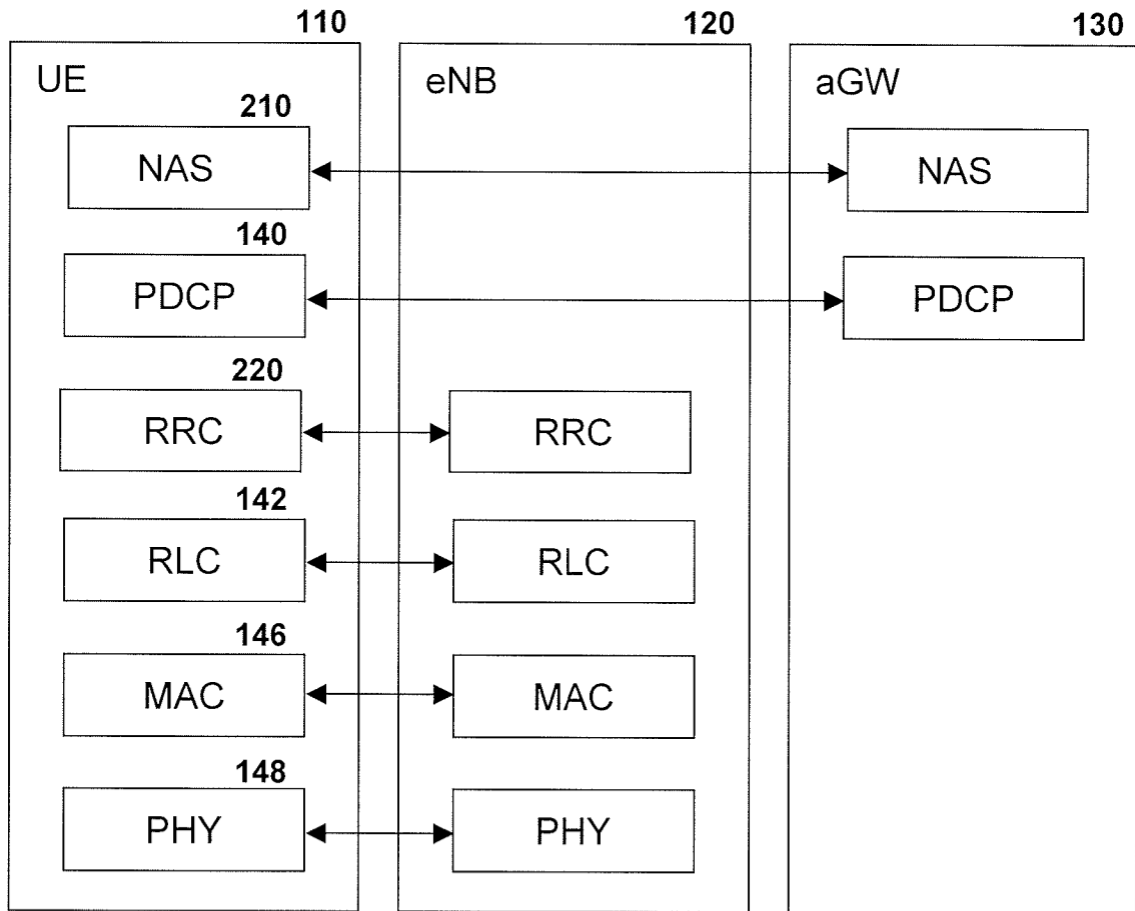 110 120 130
UE eNB aGW
210
NAS NAS
140
PDCP PDCP
220
RRC RRC
142
RLC RLC
146
MAC MAC
148
PHY PHY